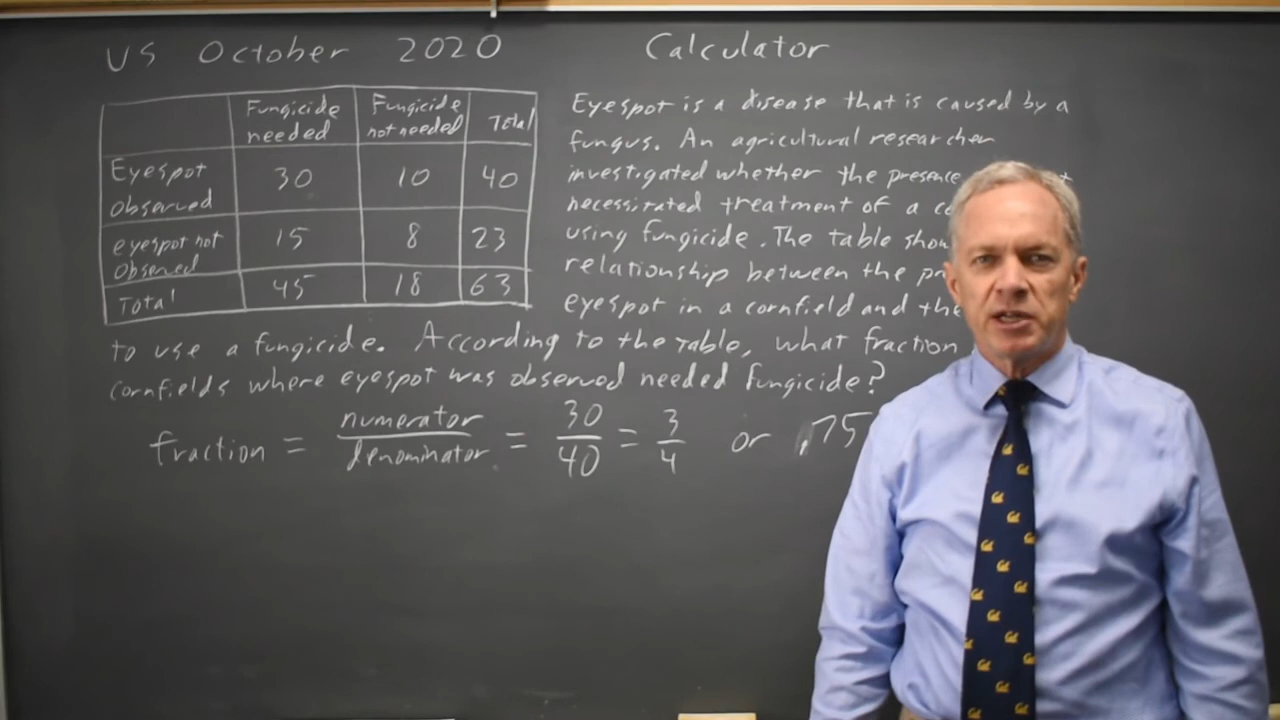 US October 2020 Calculator
Fungicide needed Fungicide not needed Total
Eyespot Observed 30 10 40
eyespot not Observed 15 8 23
Total 45 18 63
Eyespot is a disease that is caused by a
fungus. An agricultural researcher
investigated whether the presence
necessitated treatment of a
using fungicide. The table
relationship between the
eyespot in a cornfield and the
to use a fungicide. According to the table, what fraction
cornfields where eyespot was observed needed fungicide?
fraction = numerator / denominator = 30 / 40 = 3 / 4 or .75
Cal